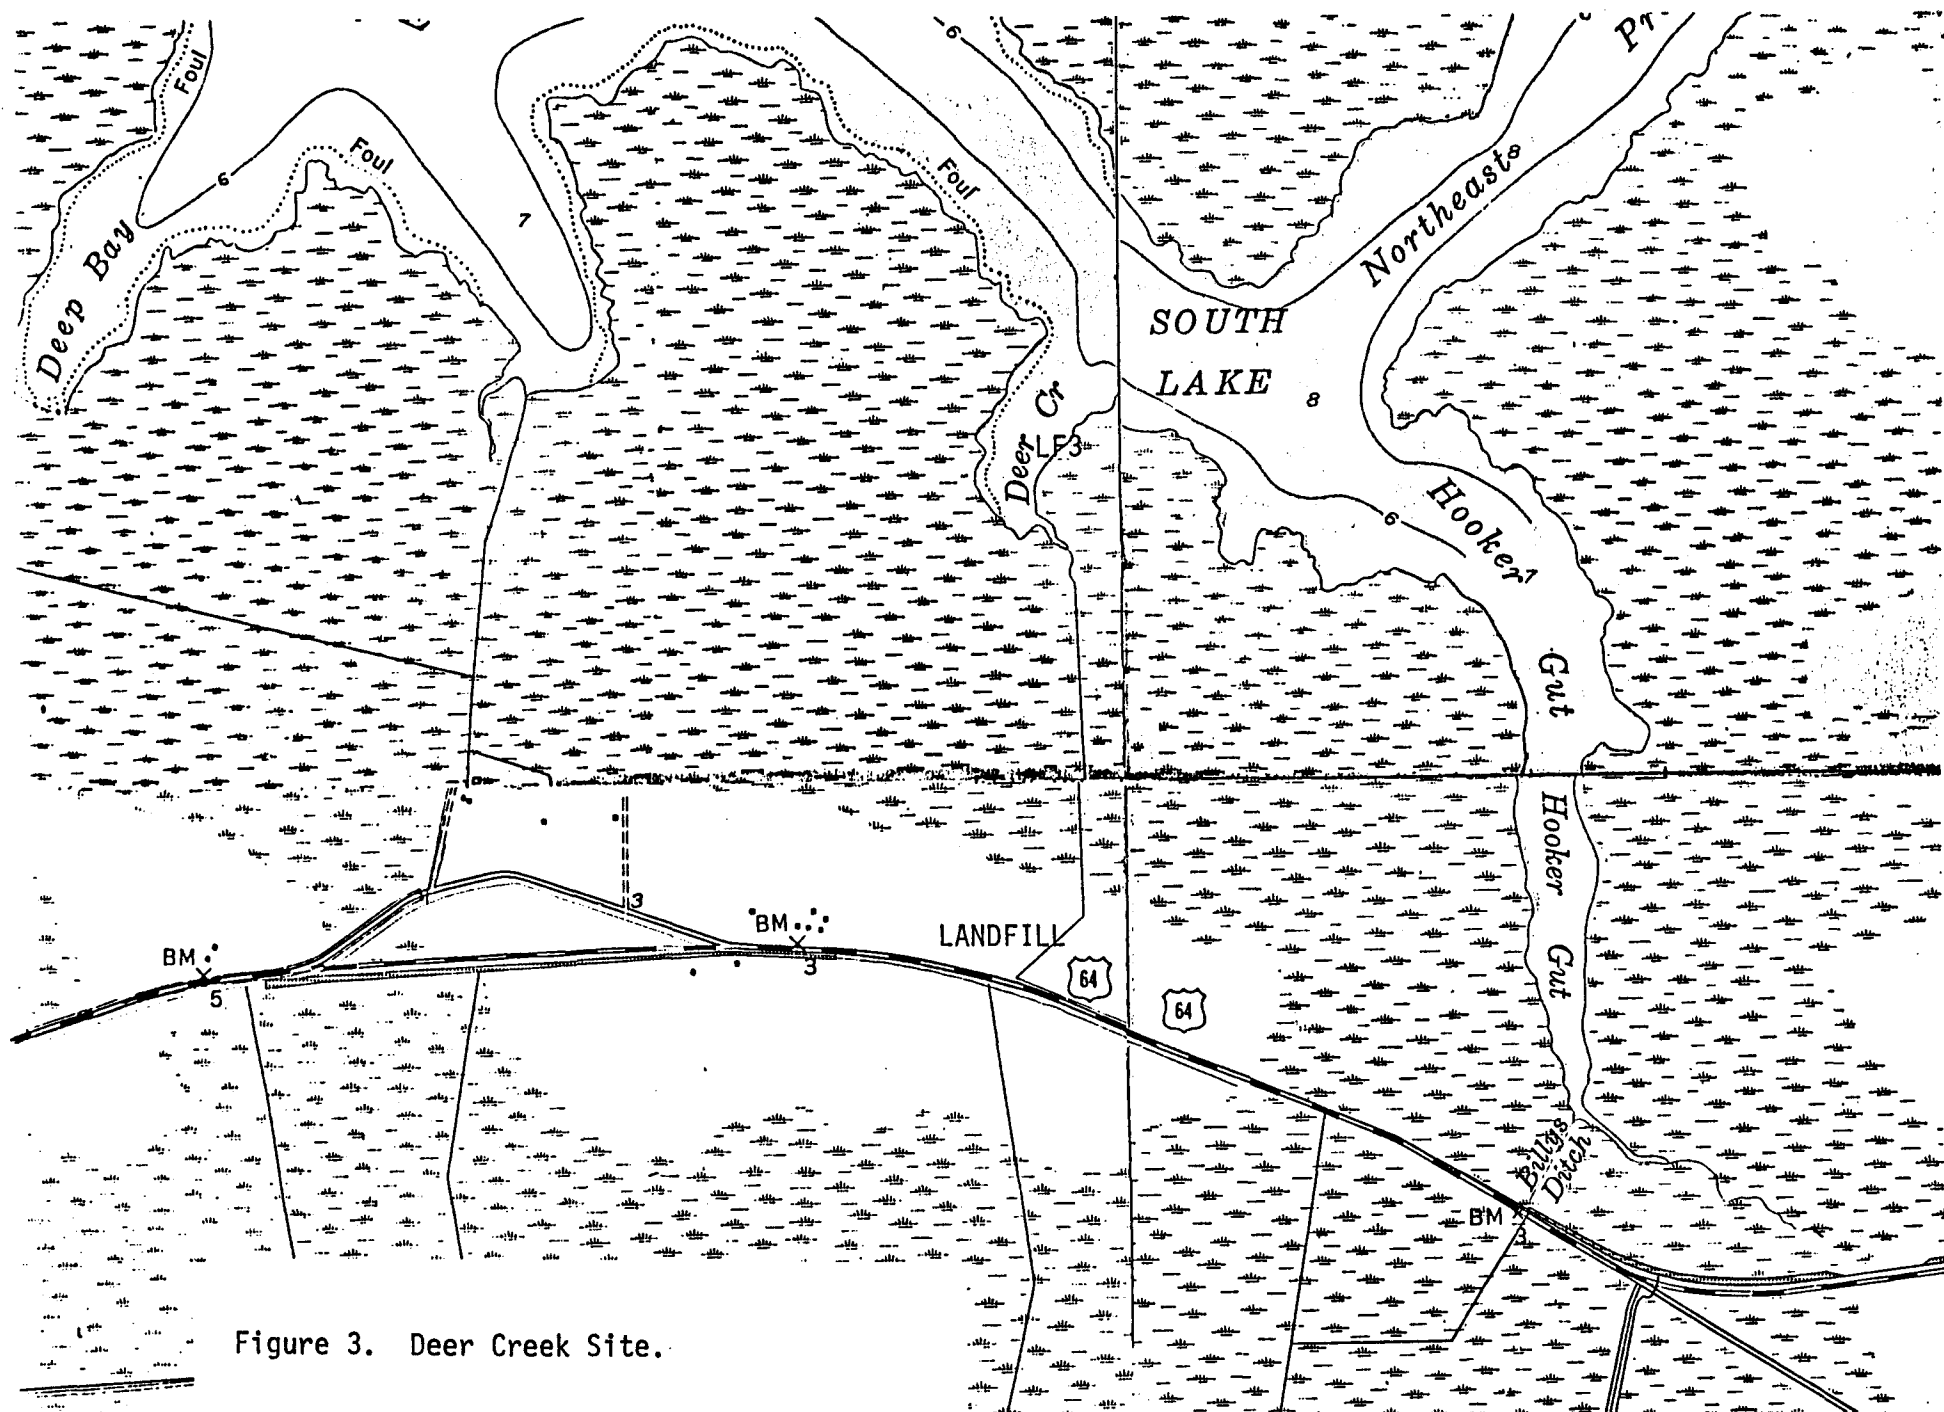 Foul
6
Pr
Foul
8
Foul
6
7
Northeast
Deep Bay
SOUTH
LAKE
8
Deer Cr
LF3
Hooker
6
7
Gut
Hooker
3
BM
LANDFILL
BM
3
5
64
64
Gut
Billys
Ditch
BM
3
Figure 3. Deer Creek Site.